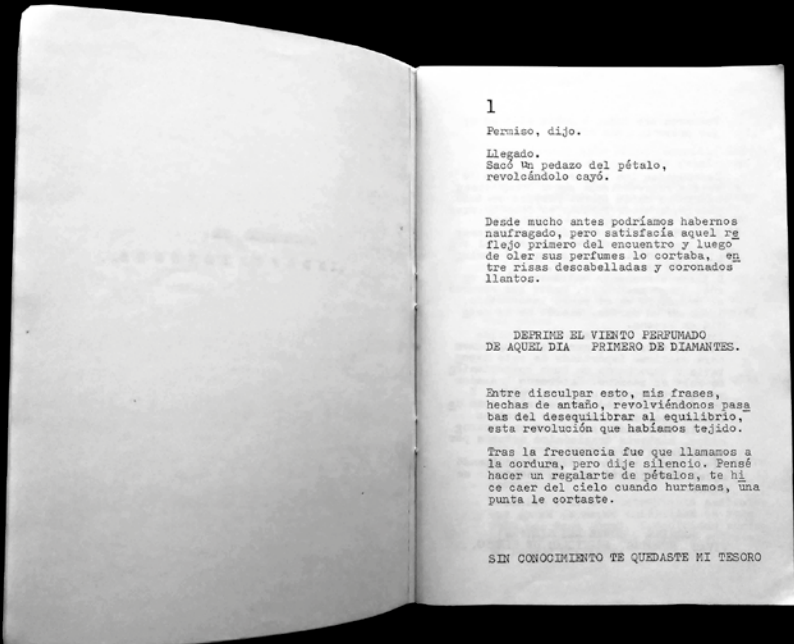 1
Permiso, dijo.
Llegado.
Sacó un pedazo del pétalo,
revolcándolo cayó.
Desde mucho antes podríamos habernos
naufragado, pero satisfacía aquel re
flejo primero del encuentro y luego
de oler sus perfumes lo cortaba, en
tre risas descabelladas y coronados
llantos.
DEPRIME EL VIENTO PERFUMADO
DE AQUEL DIA PRIMERO DE DIAMANTES.
Entre disculpar esto, mis frases,
hechas de antaño, revolviéndonos pasa
bas del desequilibrar al equilibrio,
esta revolución que habíamos tejido.
Tras la frecuencia fue que llamamos a
la cordura, pero dije silencio. Pensé
hacer un regalarte de pétalos, te hi
ce caer del cielo cuando hurtamos, una
punta le cortaste.
SIN CONOCIMIENTO TE QUEDASTE MI TESORO